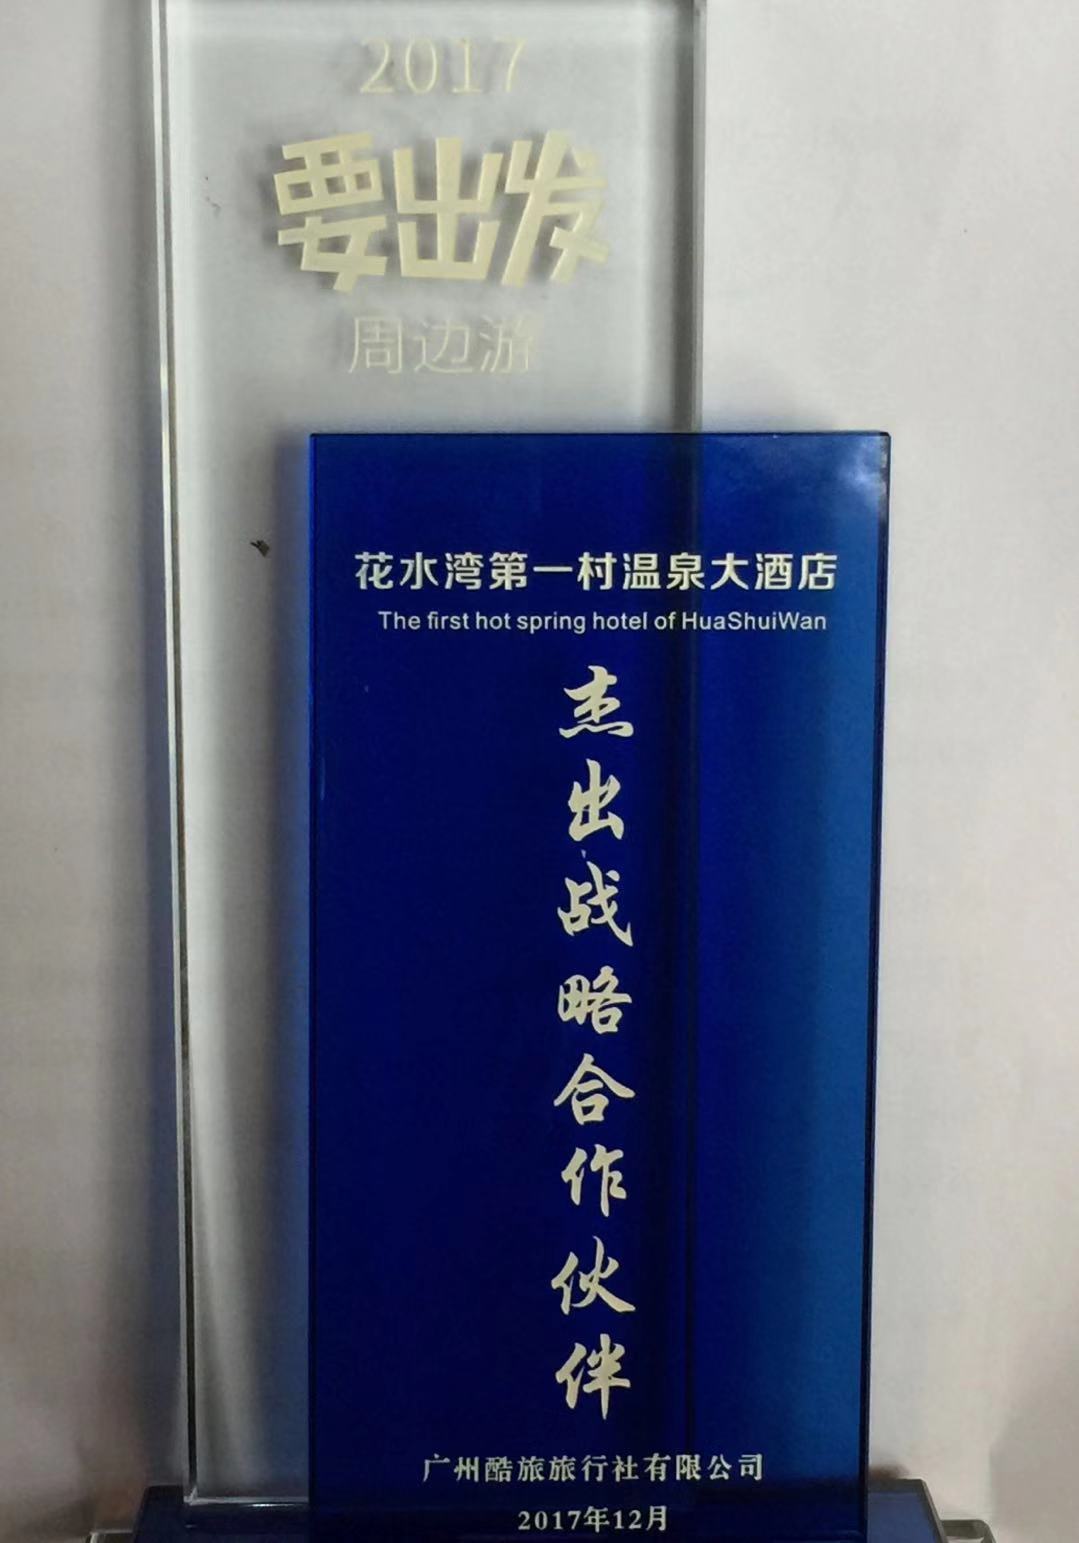 2017
要出发
周边游
花水湾第一村温泉大酒店
The first hot spring hotel of HuaShuiWan
杰出战略合作伙伴
广州酷旅旅行社有限公司
2017年12月